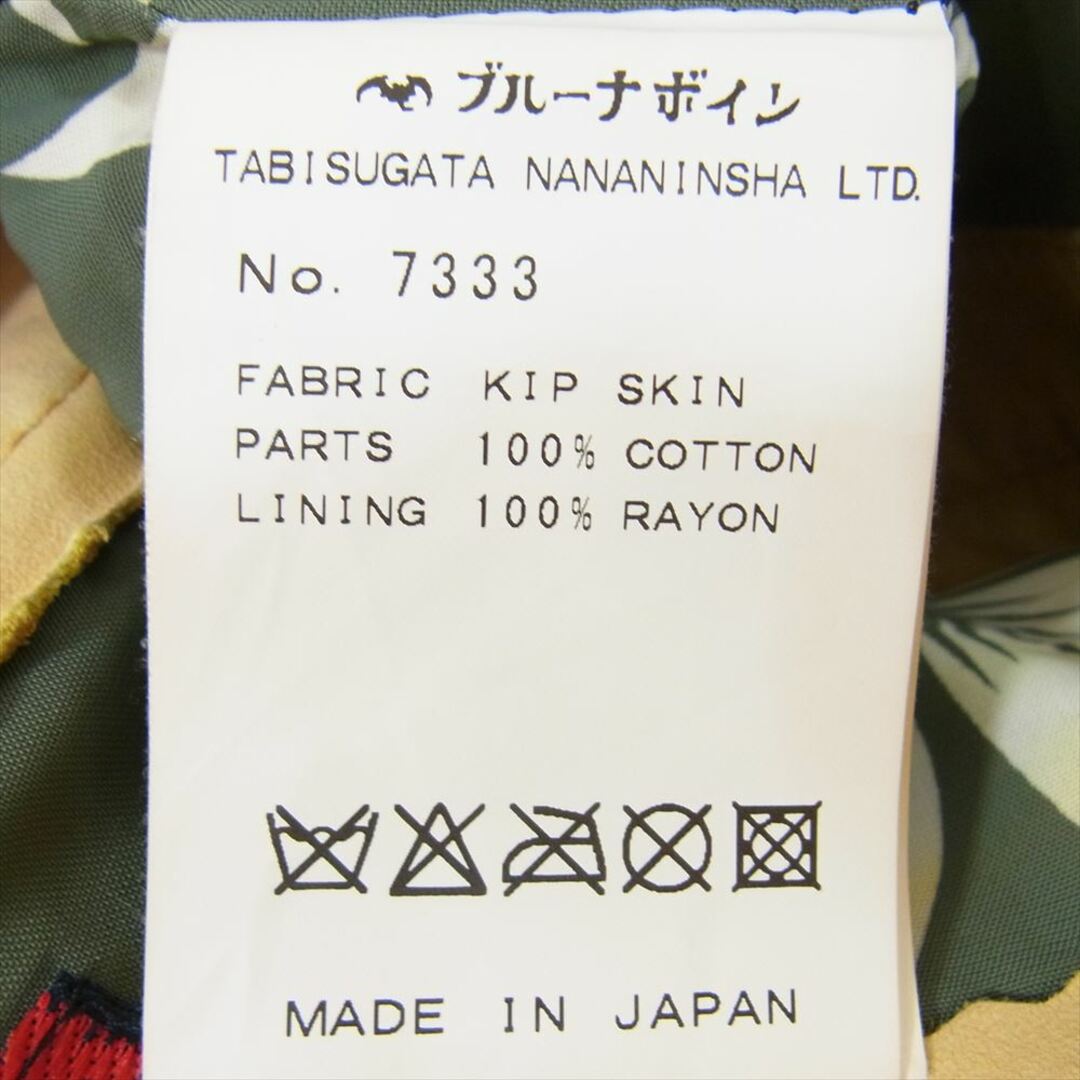 ブルーナボイン
TABISUGATA NANANINSHA LTD.
No. 7333
FABRIC KIP SKIN
PARTS 100% COTTON
LINING 100% RAYON
MADE IN JAPAN